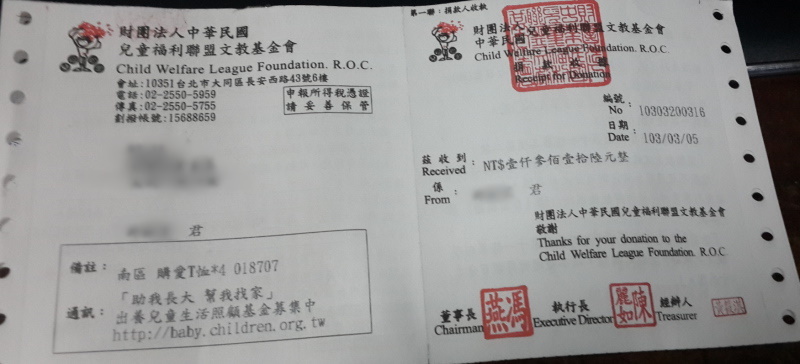 財團法人中華民國
兒童福利聯盟文教基金會
Child Welfare League Foundation. R.O.C.
會址:10351台北市大同區長安西路43號6樓
電話:02-2550-5959
傳真:02-2550-5755
劃撥帳號:15688659
申報所得稅憑證
請妥善保管
君
備註:
南區 購愛T恤*4 018707
通訊:
「助我長大 幫我找家」
出養兒童生活照顧基金募集中
http://baby.children.org.tw
第一聯:捐款人收執
財團法人兒童福利聯盟文教基金會
中華民國
Child Welfare League Foundation. R.O.C.
捐款收據
Receipt for Donation
編號:
No 10303200316
日期:
Date 103/03/05
茲收到:
Received NT$壹仟參佰壹拾陸元整
係:
From 君
財團法人中華民國兒童福利聯盟文教基金會
敬謝
Thanks for your donation to the
Child Welfare League Foundation. R.O.C
董事長
Chairman
馮燕
執行長
Executive Director
陳麗如
經辦人
Treasurer